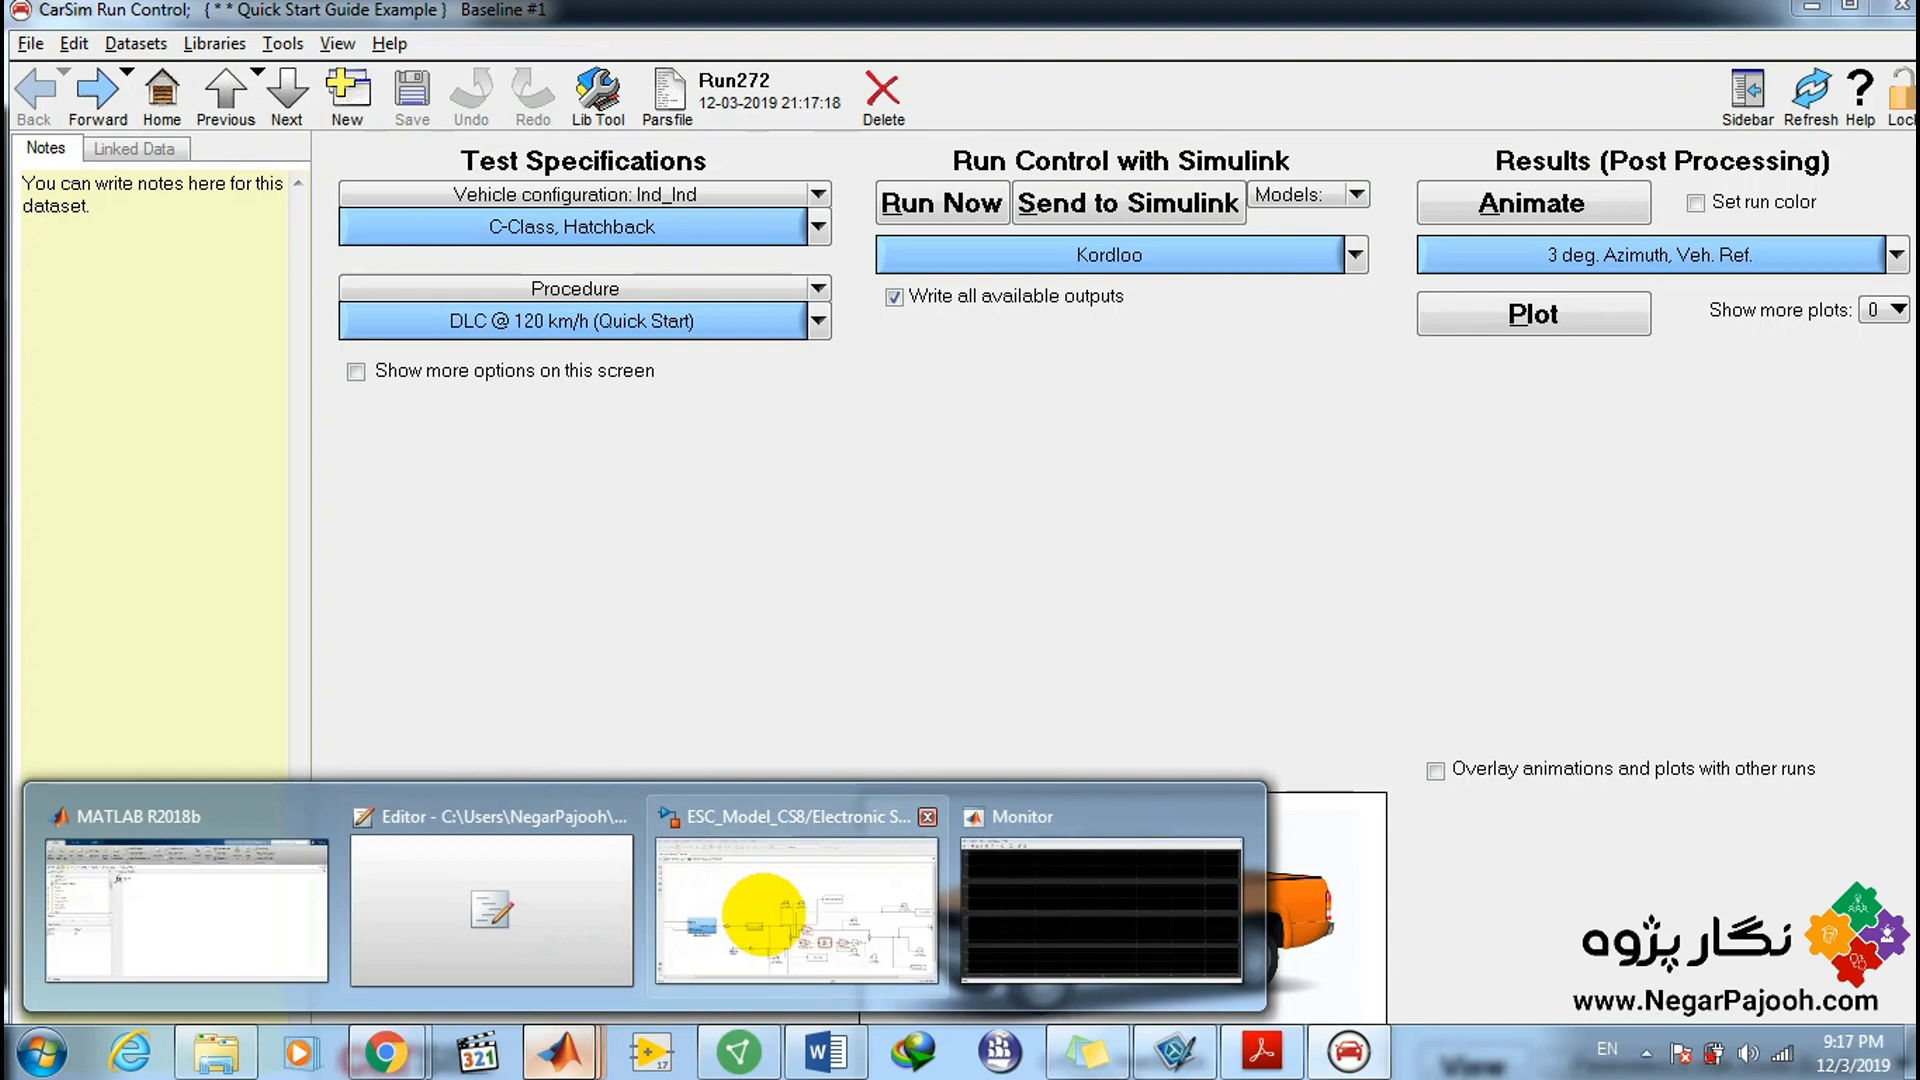 CarSim Run Control;   { * * Quick Start Guide Example }   Baseline #1
File Edit Datasets Libraries Tools View Help
Back Forward Home Previous Next New Save Undo Redo Lib Tool Parsfile
Run272
12-03-2019 21:17:18
Delete
Sidebar Refresh Help Lock
Notes Linked Data
You can write notes here for this
dataset.
Test Specifications
Vehicle configuration: Ind_Ind
C-Class, Hatchback
Procedure
DLC @ 120 km/h (Quick Start)
Show more options on this screen
Run Control with Simulink
Run Now Send to Simulink Models:
Kordloo
Write all available outputs
Results (Post Processing)
Animate Set run color
3 deg. Azimuth, Veh. Ref.
Plot Show more plots: 0
Overlay animations and plots with other runs
MATLAB R2018b
Editor - C:\Users\NegarPajooh\...
ESC_Model_CS8/Electronic S...
Monitor
نگار پژوه
www.NegarPajooh.com
321
17
EN
9:17 PM
12/3/2019